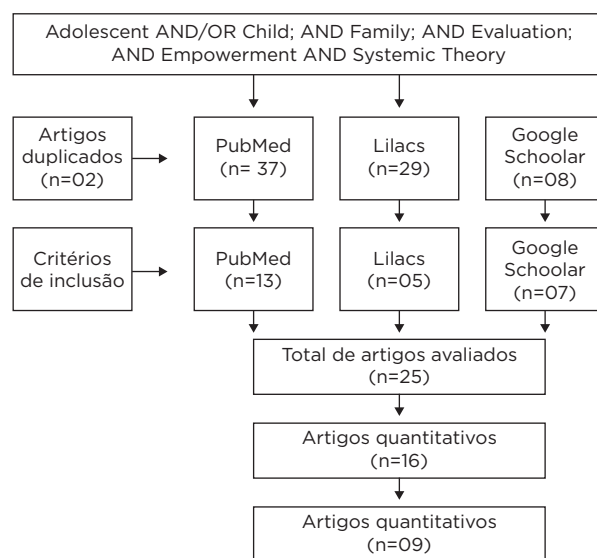 Adolescent AND/OR Child; AND Family; AND Evaluation;
AND Empowerment AND Systemic Theory
Artigos
duplicados
(n=02)
PubMed
(n= 37)
Lilacs
(n=29)
Google
Schoolar
(n=08)
Critérios
de inclusão
PubMed
(n=13)
Lilacs
(n=05)
Google
Schoolar
(n=07)
Total de artigos avaliados
(n=25)
Artigos quantitativos
(n=16)
Artigos quantitativos
(n=09)